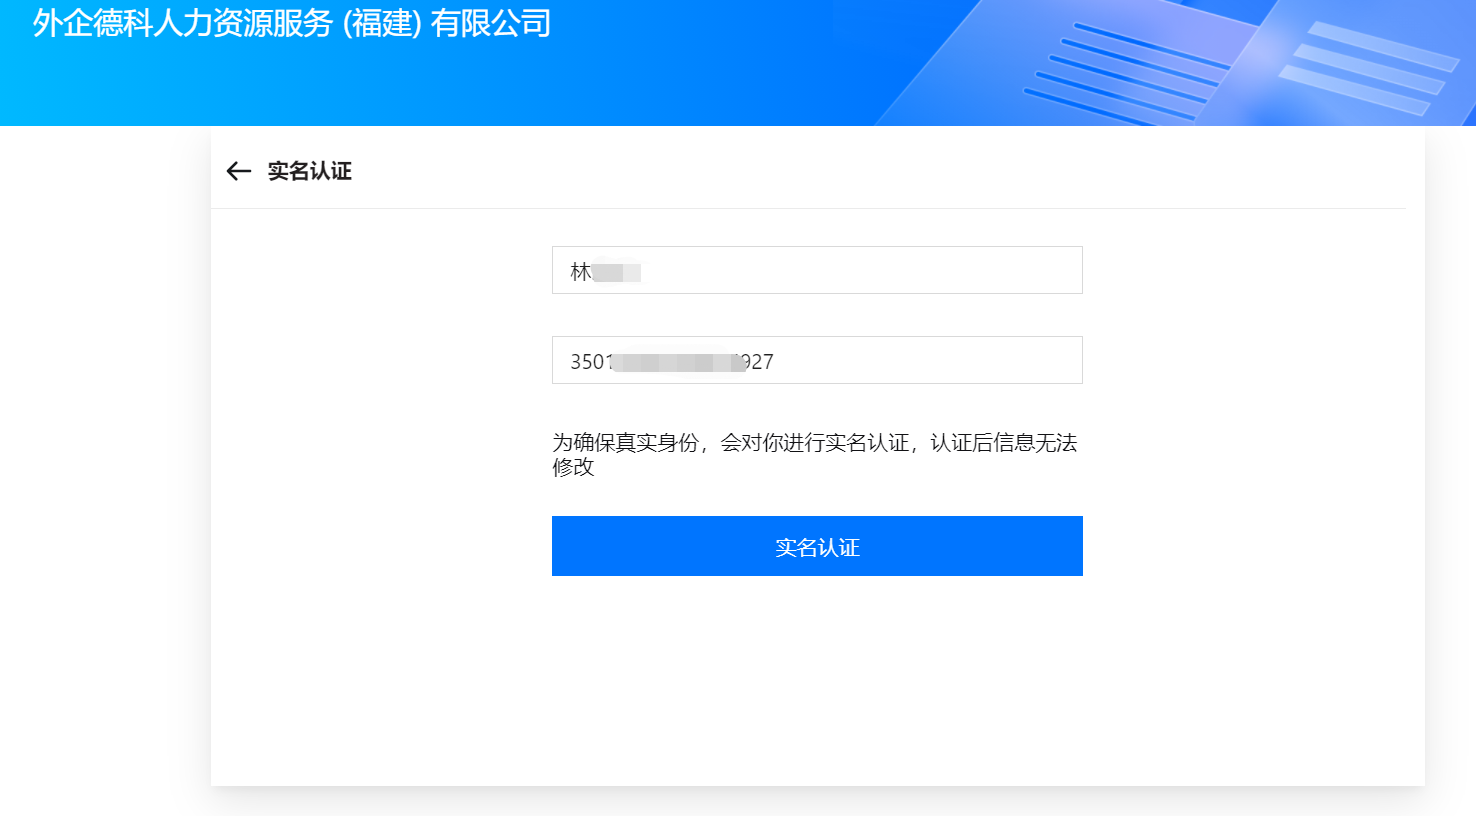 外企德科人力资源服务 (福建) 有限公司
实名认证
林
3501 927
为确保真实身份，会对你进行实名认证，认证后信息无法
修改
实名认证